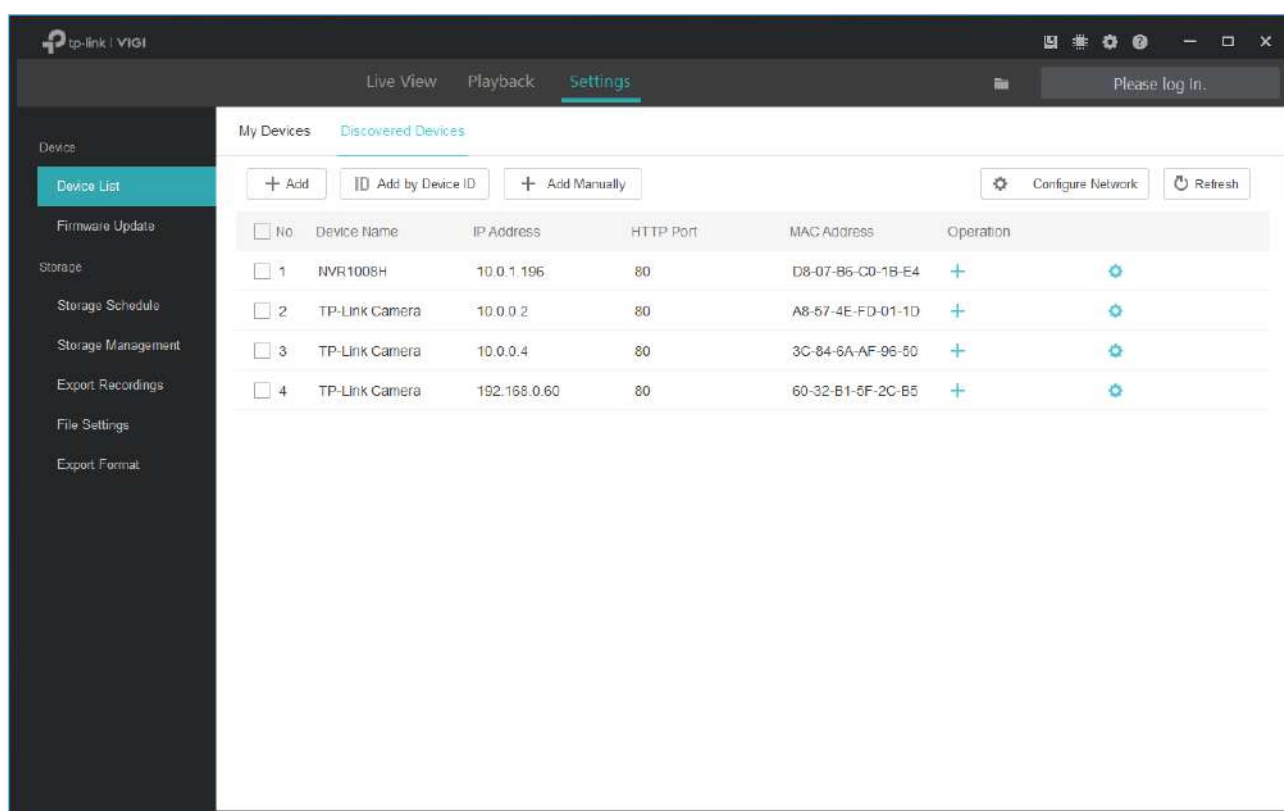 tp-link | VIGI
Live View Playback Settings Please log in.
My Devices Discovered Devices
Device
Device List
Firmware Update
Storage
Storage Schedule
Storage Management
Export Recordings
File Settings
Export Format
+ Add ID Add by Device ID + Add Manually Configure Network Refresh
No. Device Name IP Address HTTP Port MAC Address Operation
1 NVR1008H 10.0.1.196 80 D8-07-B6-C0-1B-E4 +
2 TP-Link Camera 10.0.0.2 80 A8-57-4E-FD-01-1D +
3 TP-Link Camera 10.0.0.4 80 3C-84-6A-AF-96-50 +
4 TP-Link Camera 192.168.0.60 80 60-32-B1-5F-2C-B5 +